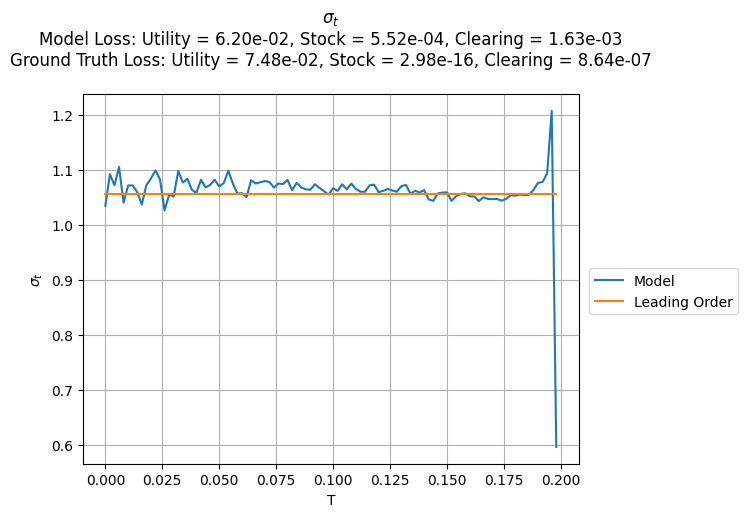 σt
Model Loss: Utility = 6.20e-02, Stock = 5.52e-04, Clearing = 1.63e-03
Ground Truth Loss: Utility = 7.48e-02, Stock = 2.98e-16, Clearing = 8.64e-07
1.2
1.1
1.0
0.9
0.8
0.7
0.6
σt
0.000 0.025 0.050 0.075 0.100 0.125 0.150 0.175 0.200
T
Model
Leading Order